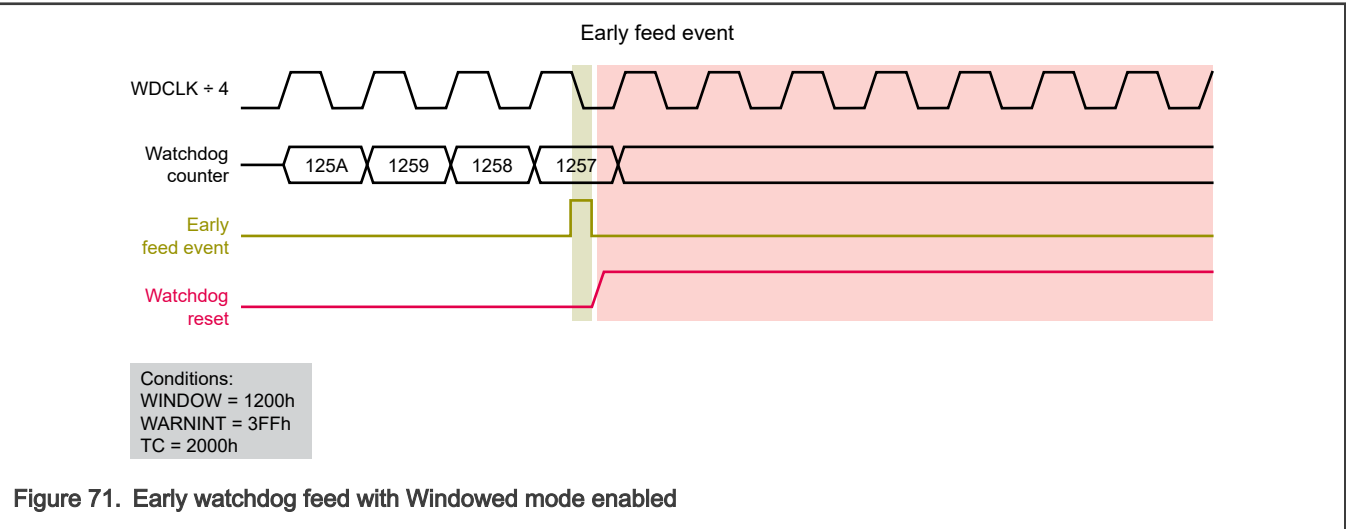 Early feed event
WDCLK ÷ 4
Watchdog
counter
125A 1259 1258 1257
Early
feed event
Watchdog
reset
Conditions:
WINDOW = 1200h
WARNINT = 3FFh
TC = 2000h
Figure 71. Early watchdog feed with Windowed mode enabled